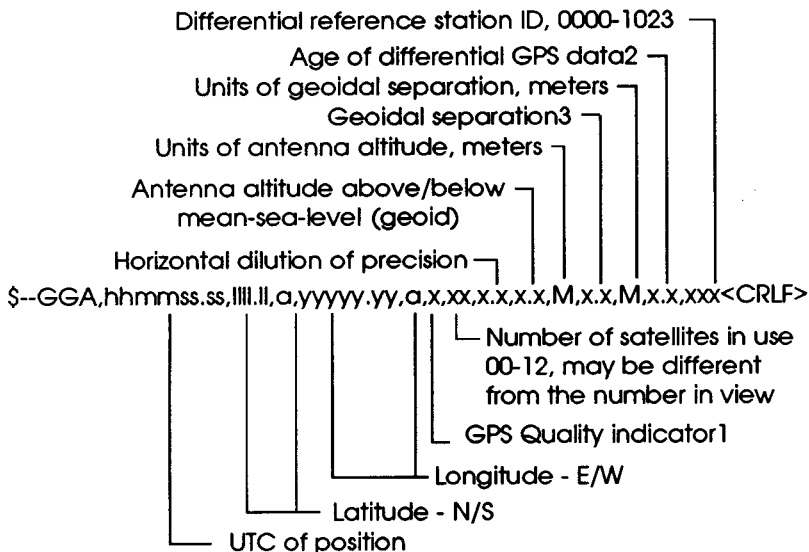 Differential reference station ID, 0000-1023
Age of differential GPS data2
Units of geoidal separation, meters
Geoidal separation3
Units of antenna altitude, meters
Antenna altitude above/below
mean-sea-level (geoid)
Horizontal dilution of precision
$--GGA,hhmmss.ss,llll.ll,a,yyyyy.yy,a,x,xx,x.x,x.x,M,x.x,M,x.x,xxx<CRLF>
Number of satellites in use
00-12, may be different
from the number in view
GPS Quality indicator1
Longitude - E/W
Latitude - N/S
UTC of position